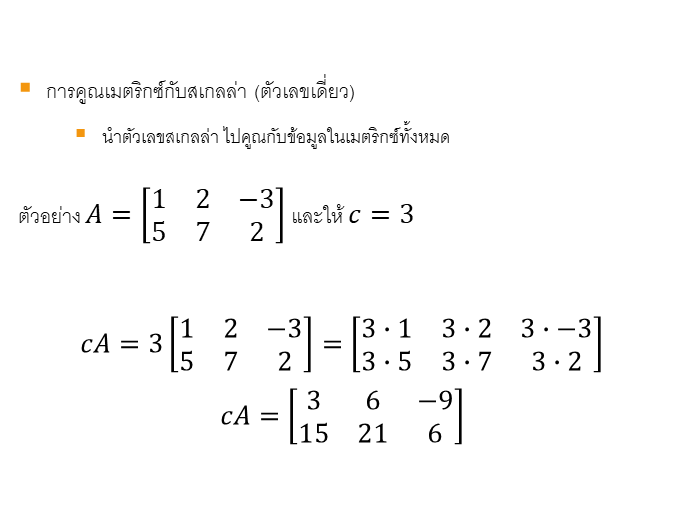 การคูณเมตริกซ์กับสเกลล่า (ตัวเลขเดี่ยว)
นำตัวเลขสเกลล่า ไปคูณกับข้อมูลในเมตริกซ์ทั้งหมด
ตัวอย่าง A = [1 2 −3; 5 7 2] และให้ c = 3
cA = 3 [1 2 −3; 5 7 2] = [3 · 1 3 · 2 3 · −3; 3 · 5 3 · 7 3 · 2]
cA = [3 6 −9; 15 21 6]